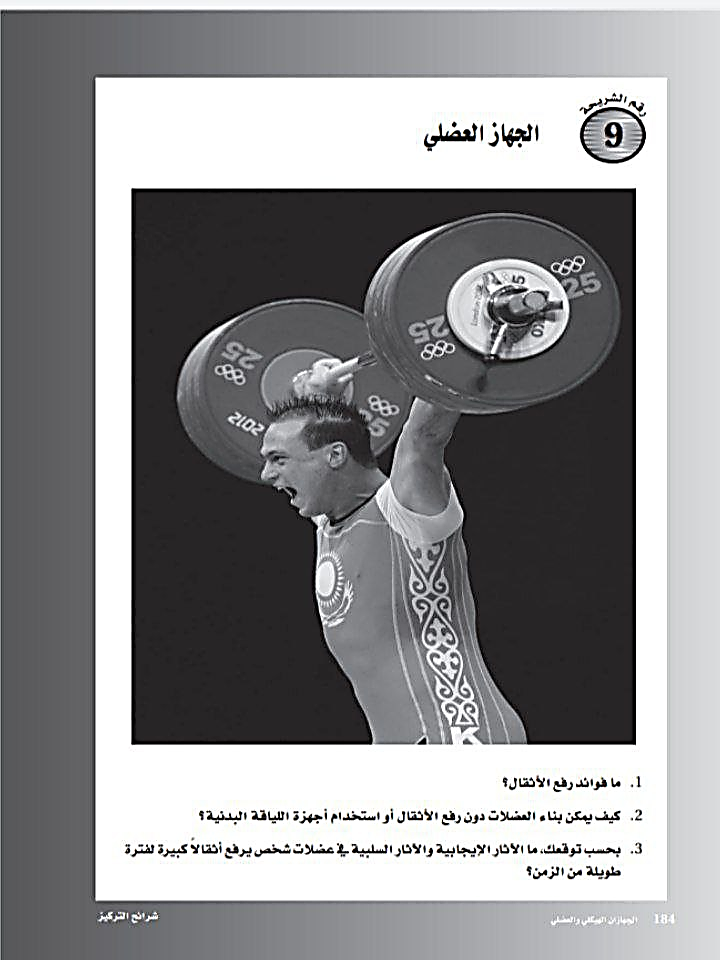 رقم الشريحة
9
الجهاز العضلي
25
25
25
25
2012
25
1. ما فوائد رفع الأثقال؟
2. كيف يمكن بناء العضلات دون رفع الأثقال أو استخدام أجهزة اللياقة البدنية؟
3. بحسب توقعك، ما الآثار الإيجابية والآثار السلبية في عضلات شخص يرفع أثقالاً كبيرة لفترة
طويلة من الزمن؟
184 الجهازان الهيكلي والعضلي
شرائح التركيز